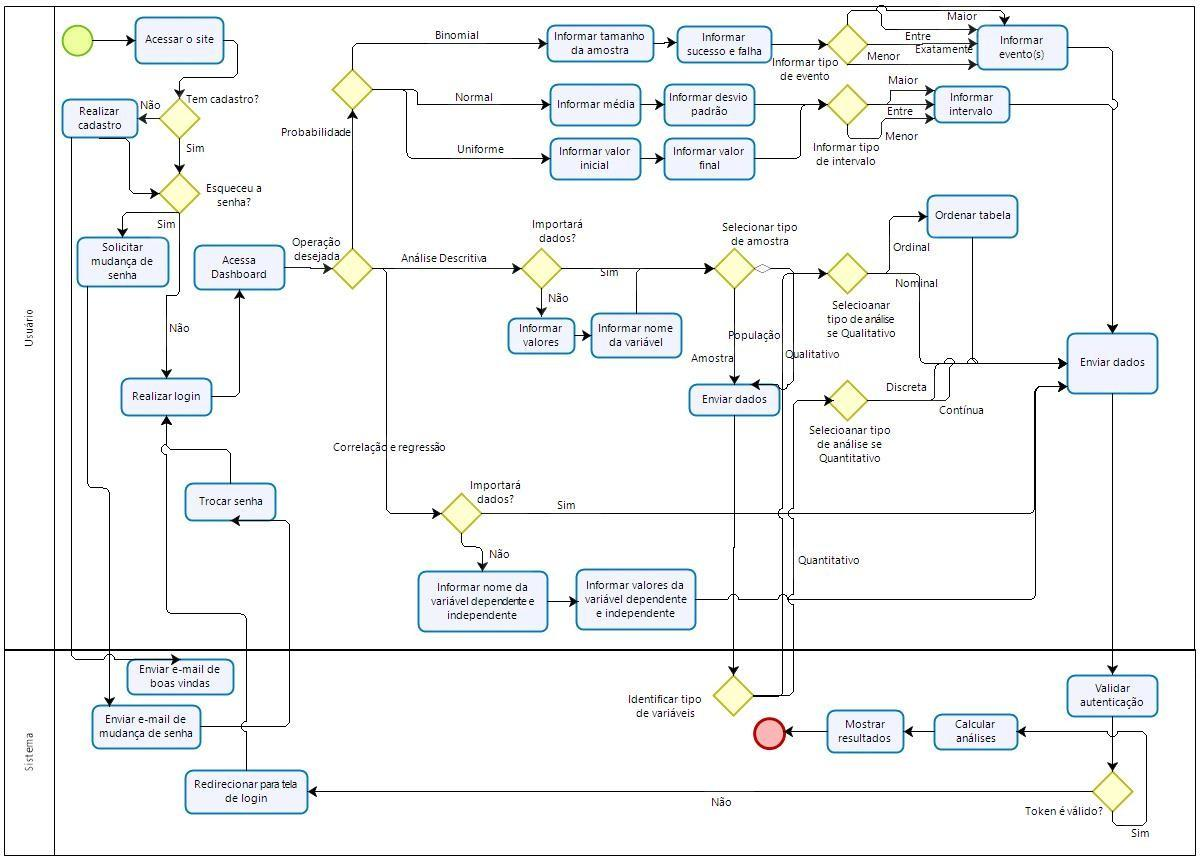 Usuário
Acessar o site
Tem cadastro?
Não
Realizar
cadastro
Sim
Esqueceu a
senha?
Sim
Solicitar
mudança de
senha
Não
Acessa
Dashboard
Realizar login
Trocar senha
Operação
desejada
Probabilidade
Binomial
Informar tamanho
da amostra
Informar
sucesso e falha
Informar tipo
de evento
Maior
Entre
Exatamente
Menor
Informar
evento(s)
Normal
Informar média
Informar desvio
padrão
Uniforme
Informar valor
inicial
Informar valor
final
Informar tipo
de intervalo
Maior
Entre
Menor
Informar
intervalo
Análise Descritiva
Importará
dados?
Sim
Não
Informar
valores
Informar nome
da variável
Selecionar tipo
de amostra
População
Amostra
Enviar dados
Qualitativo
Selecioanar
tipo de análise
se Qualitativo
Ordinal
Nominal
Ordenar tabela
Selecioanar tipo
de análise se
Quantitativo
Discreta
Contínua
Quantitativo
Enviar dados
Correlação e regressão
Importará
dados?
Sim
Não
Informar nome da
variável dependente e
independente
Informar valores da
variável dependente
e independente
Sistema
Enviar e-mail de
boas vindas
Enviar e-mail de
mudança de senha
Redirecionar para tela
de login
Identificar tipo
de variáveis
Mostrar
resultados
Calcular
análises
Validar
autenticação
Token é válido?
Não
Sim